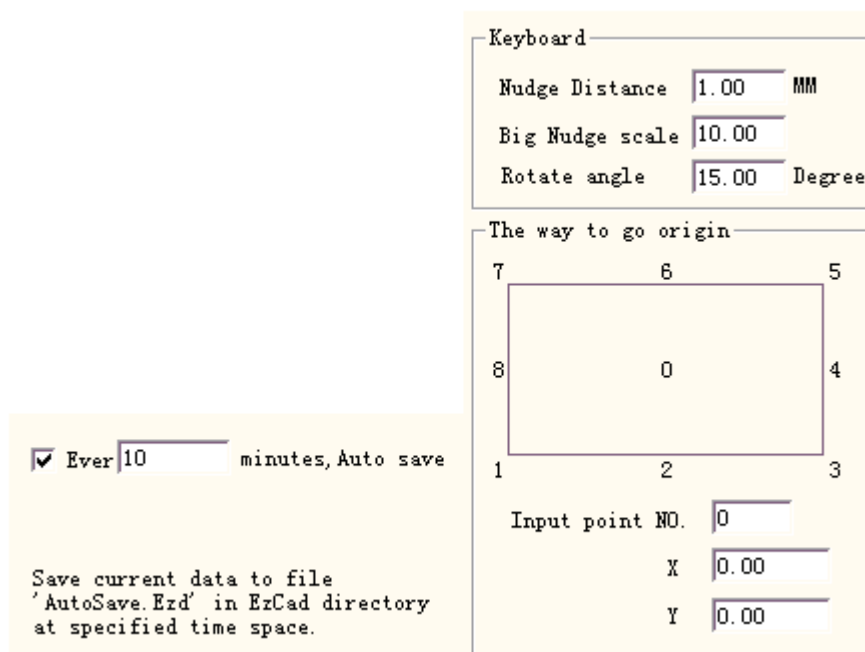 Keyboard
Nudge Distance 1.00 MM
Big Nudge scale 10.00
Rotate angle 15.00 Degree
The way to go origin
7 6 5
8 0 4
1 2 3
Input point NO. 0
X 0.00
Y 0.00
Ever 10 minutes, Auto save
Save current data to file
'AutoSave.Ezd' in EzCad directory
at specified time space.